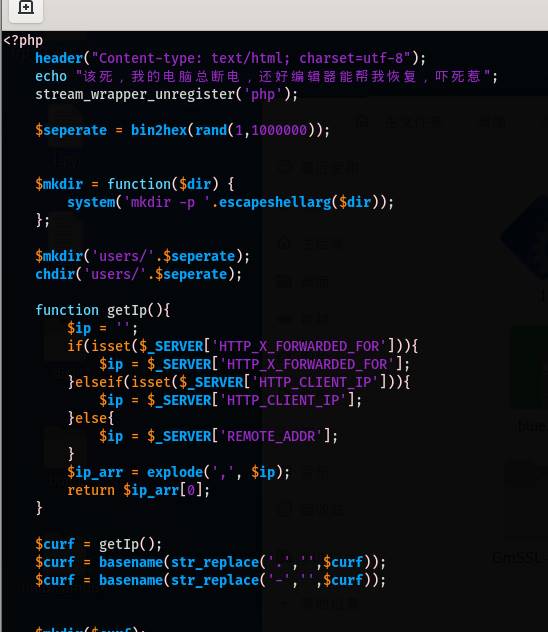 <?php
header("Content-type: text/html; charset=utf-8");
echo "该死，我的电脑总断电，还好编辑器能帮我恢复，吓死惹";
stream_wrapper_unregister('php');
$seperate = bin2hex(rand(1,1000000));
$mkdir = function($dir) {
system('mkdir -p '.escapeshellarg($dir));
};
$mkdir('users/'.$seperate);
chdir('users/'.$seperate);
function getIp(){
$ip = '';
if(isset($_SERVER['HTTP_X_FORWARDED_FOR'])){
$ip = $_SERVER['HTTP_X_FORWARDED_FOR'];
}elseif(isset($_SERVER['HTTP_CLIENT_IP'])){
$ip = $_SERVER['HTTP_CLIENT_IP'];
}else{
$ip = $_SERVER['REMOTE_ADDR'];
}
$ip_arr = explode(',', $ip);
return $ip_arr[0];
}
$curf = getIp();
$curf = basename(str_replace('.','',$curf));
$curf = basename(str_replace('-','',$curf));
$mkdir($curf);